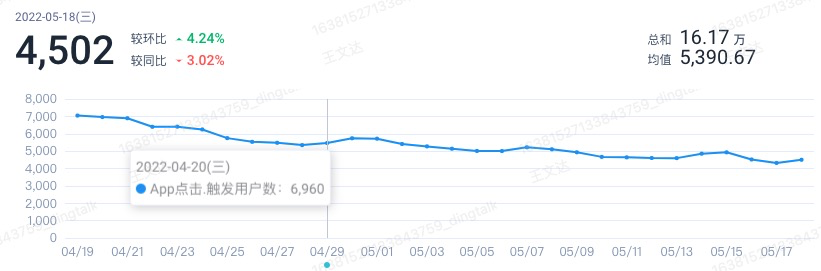 2022-05-18(三)
4,502
较环比 4.24%
较同比 3.02%
总和 16.17 万
均值 5,390.67
8,000
7,000
6,000
5,000
4,000
3,000
2,000
1,000
0
2022-04-20(三)
App点击.触发用户数： 6,960
04/19 04/21 04/23 04/25 04/27 04/29 05/01 05/03 05/05 05/07 05/09 05/11 05/13 05/15 05/17
16381527133843759_dingtalk
王文达